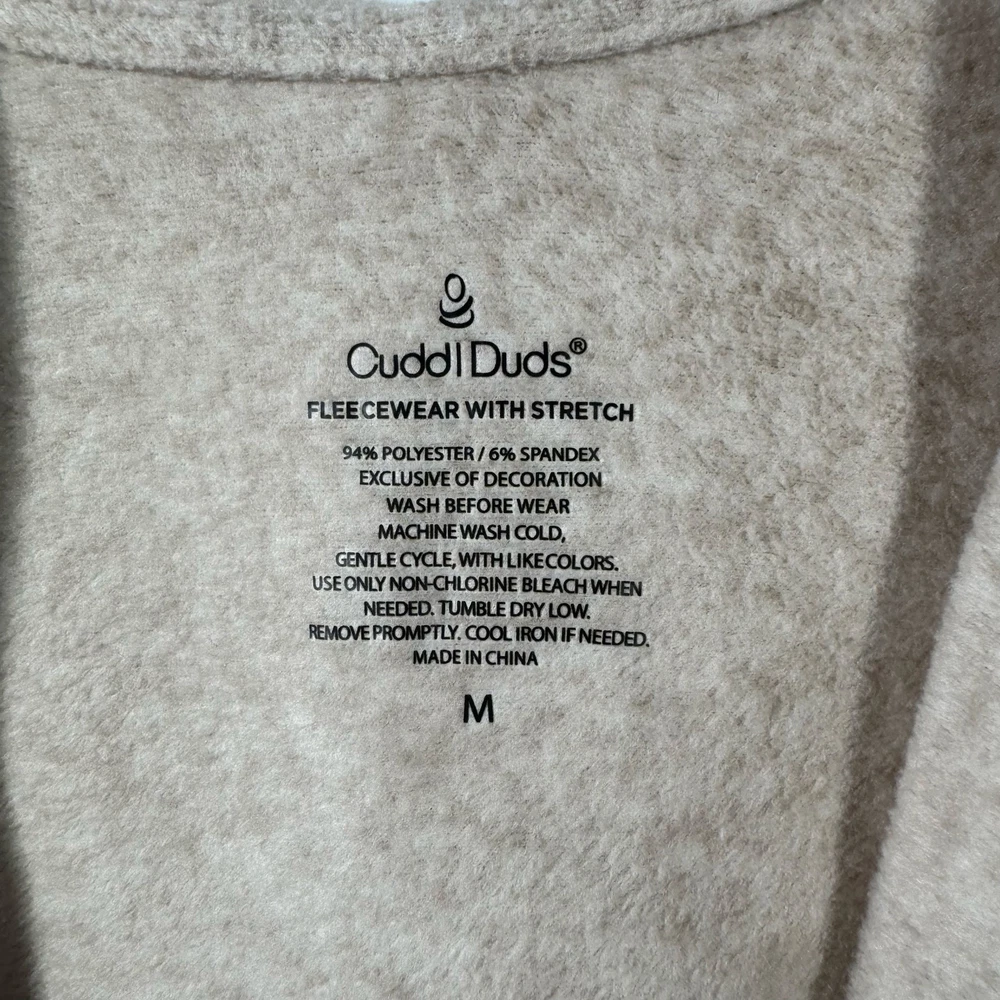 Cuddl Duds®
FLEECEWEAR WITH STRETCH
94% POLYESTER / 6% SPANDEX
EXCLUSIVE OF DECORATION
WASH BEFORE WEAR
MACHINE WASH COLD,
GENTLE CYCLE, WITH LIKE COLORS.
USE ONLY NON-CHLORINE BLEACH WHEN
NEEDED. TUMBLE DRY LOW.
REMOVE PROMPTLY. COOL IRON IF NEEDED.
MADE IN CHINA
M